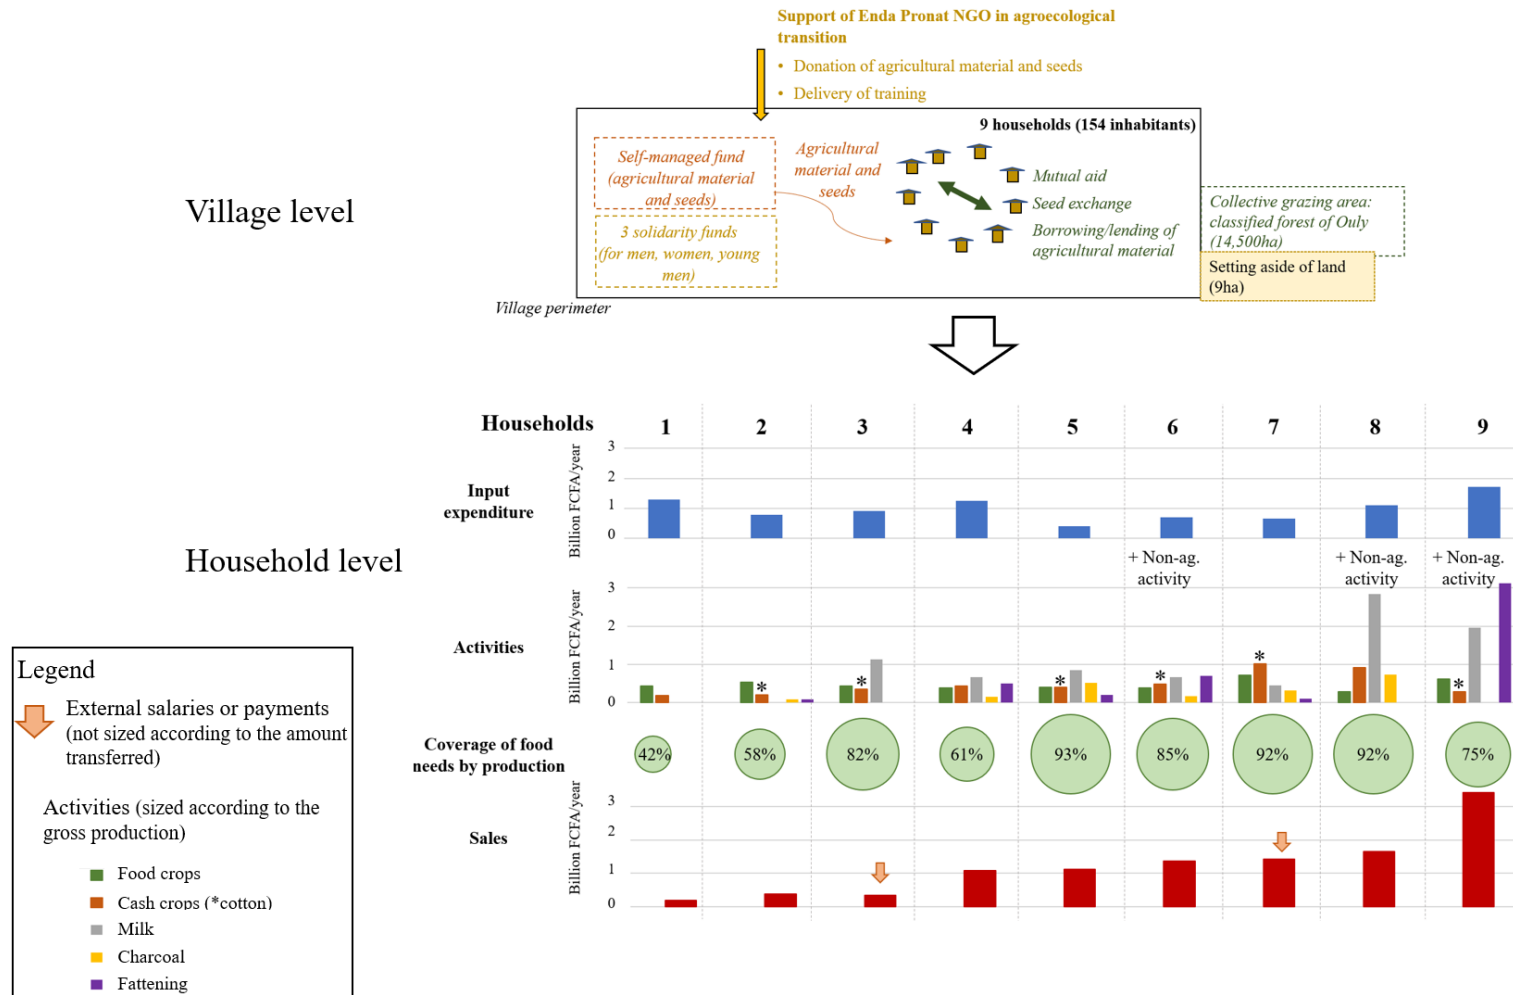 Support of Enda Pronat NGO in agroecological
transition
• Donation of agricultural material and seeds
• Delivery of training
Village level
9 households (154 inhabitants)
Self-managed fund
(agricultural material
and seeds)
Agricultural
material and
seeds
3 solidarity funds
(for men, women, young
men)
Mutual aid
Seed exchange
Borrowing/lending of
agricultural material
Collective grazing area:
classified forest of Ouly
(14,500ha)
Setting aside of land
(9ha)
Village perimeter
Household level
Households 1 2 3 4 5 6 7 8 9
Input
expenditure
Billion FCFA/year
3
2
1
0
+ Non-ag.
activity
+ Non-ag.
activity
+ Non-ag.
activity
Activities
Billion FCFA/year
3
2
1
0
* * * * * *
Coverage of food
needs by production
42% 58% 82% 61% 93% 85% 92% 92% 75%
Sales
Billion FCFA/year
3
2
1
0
Legend
External salaries or payments
(not sized according to the amount
transferred)
Activities (sized according to the
gross production)
Food crops
Cash crops (*cotton)
Milk
Charcoal
Fattening